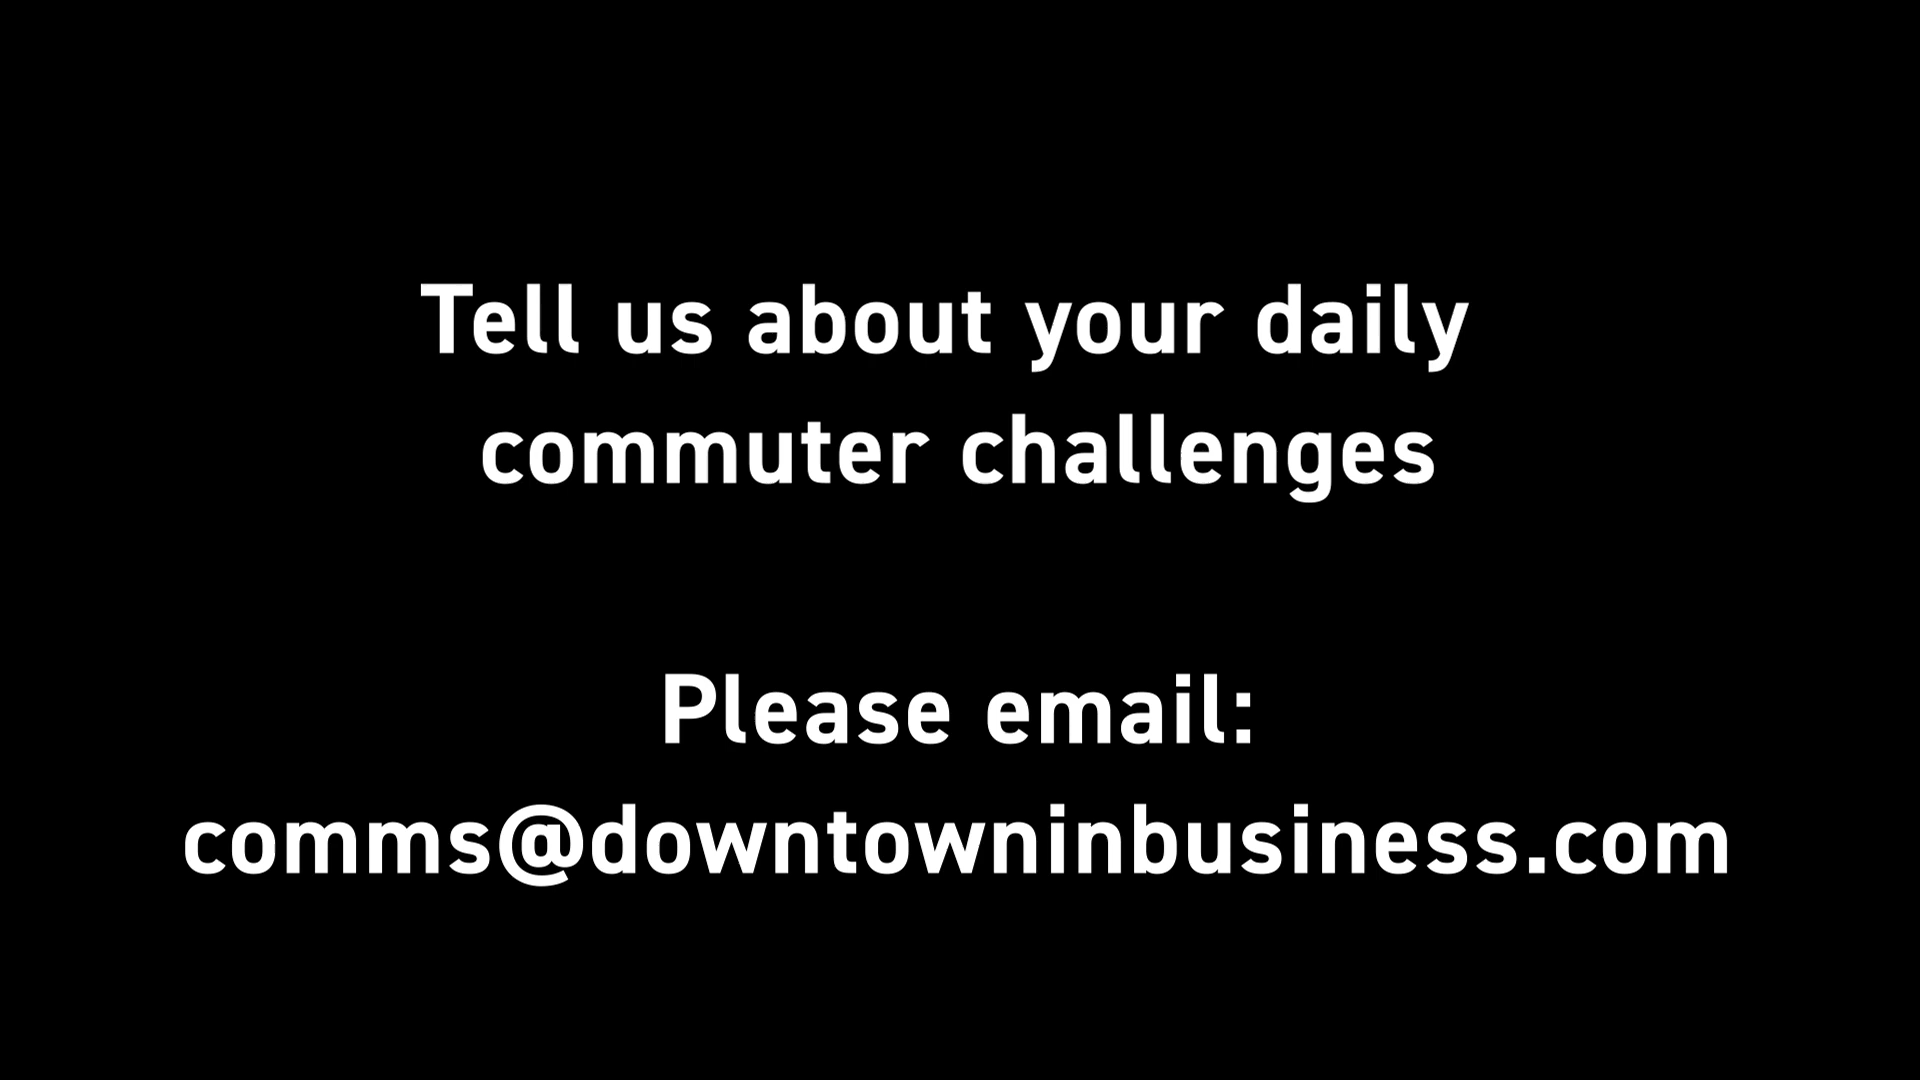 Tell us about your daily
commuter challenges
Please email:
comms@downtowninbusiness.com